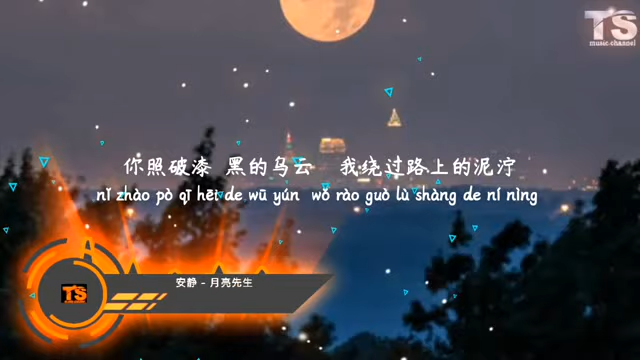 TS
music channel
你照破漆 黑的乌云 我绕过路上的泥泞
nǐ zhào pò qī hēi de wū yún wǒ rào guò lù shàng de ní nìng
TS
安静 - 月亮先生